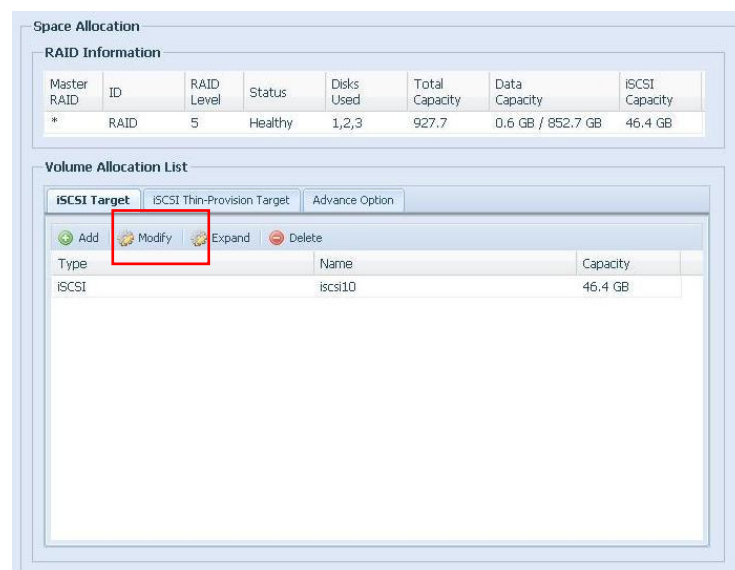 Space Allocation
RAID Information
Master RAID ID RAID Level Status Disks Used Total Capacity Data Capacity iSCSI Capacity
* RAID 5 Healthy 1,2,3 927.7 0.6 GB / 852.7 GB 46.4 GB
Volume Allocation List
iSCSI Target iSCSI Thin-Provision Target Advance Option
Add Modify Expand Delete
Type Name Capacity
iSCSI iscsi10 46.4 GB